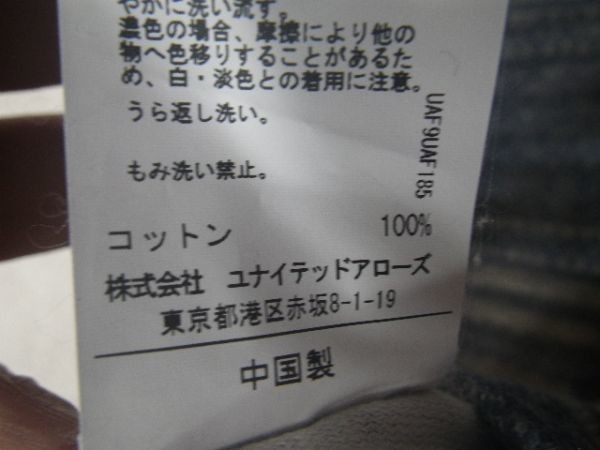 やかに洗い流す。
濃色の場合、摩擦により他の
物へ色移りすることがあるた
め、白・淡色との着用に注意。
うら返し洗い。
もみ洗い禁止。
UAF9UAF185
コットン 100%
株式会社 ユナイテッドアローズ
東京都港区赤坂8-1-19
中国製